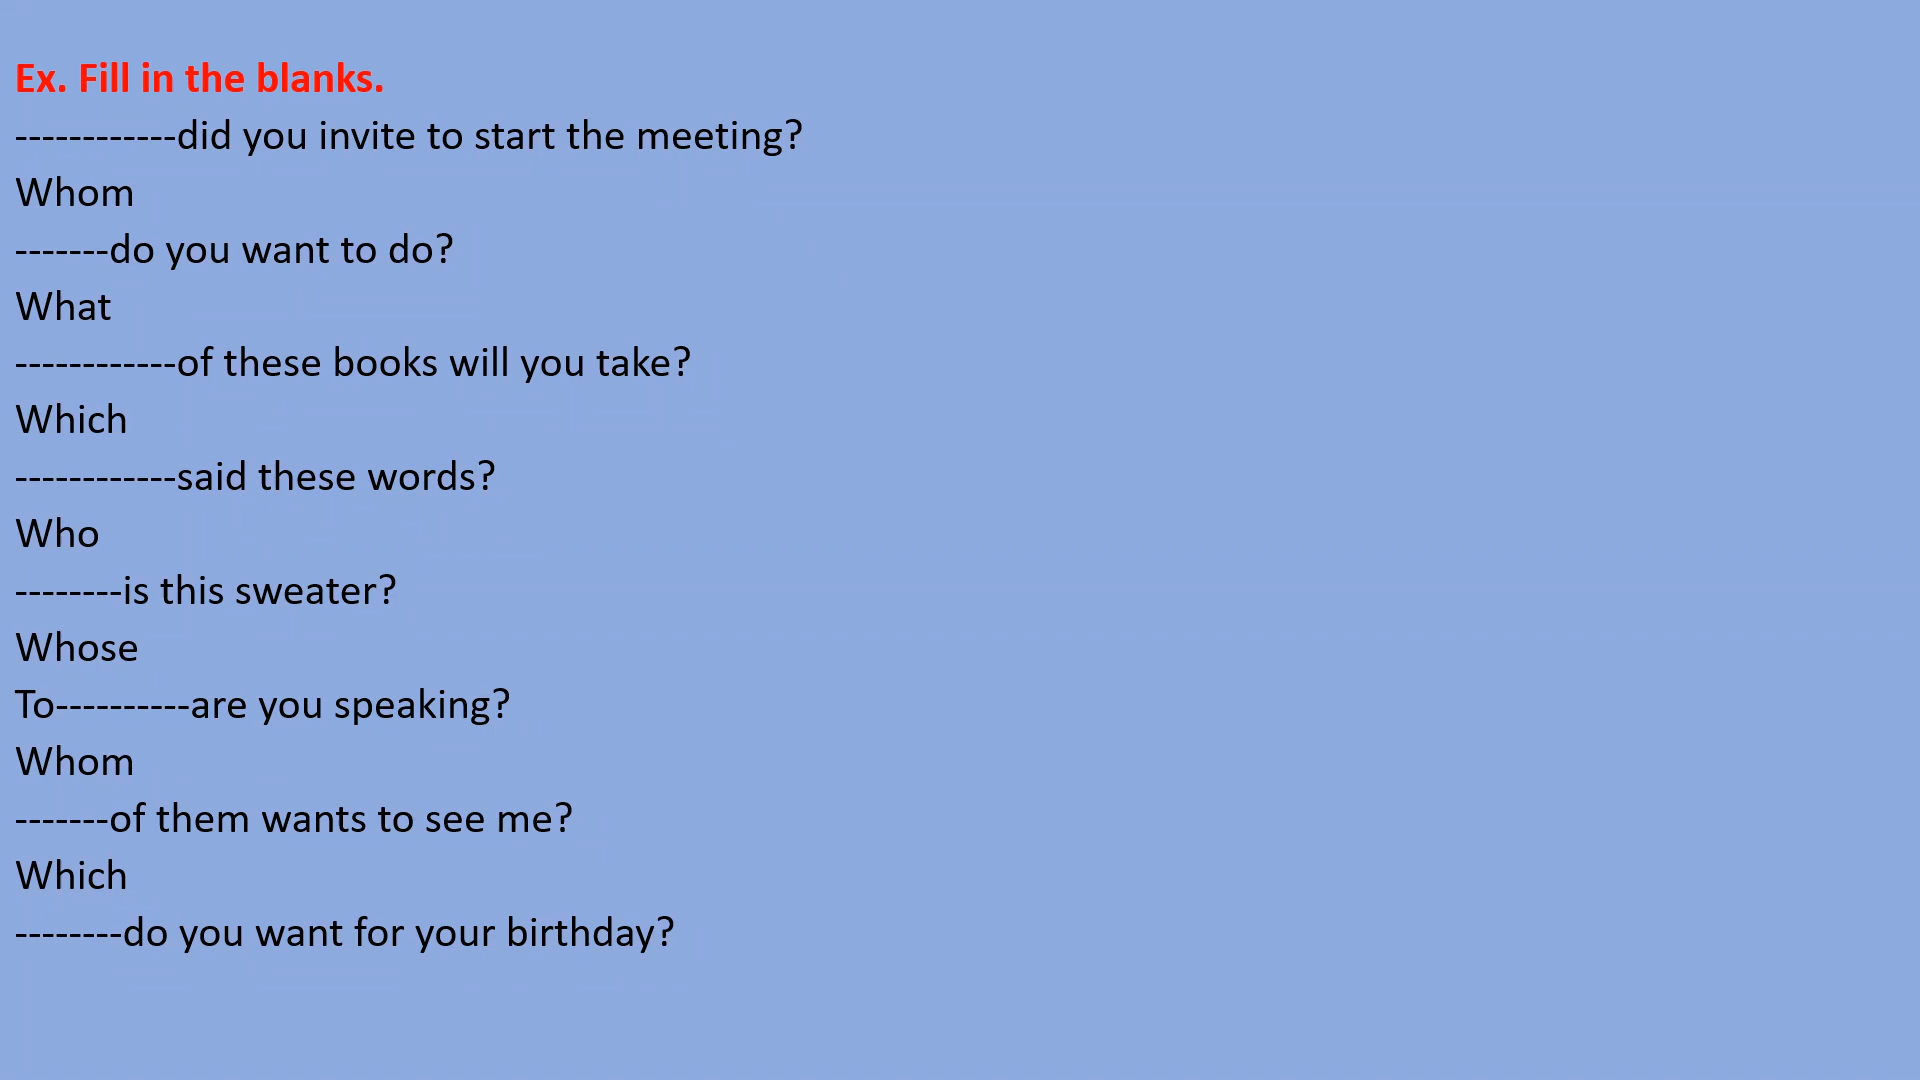 Ex. Fill in the blanks.
------------did you invite to start the meeting?
Whom
-------do you want to do?
What
------------of these books will you take?
Which
------------said these words?
Who
--------is this sweater?
Whose
To----------are you speaking?
Whom
-------of them wants to see me?
Which
--------do you want for your birthday?